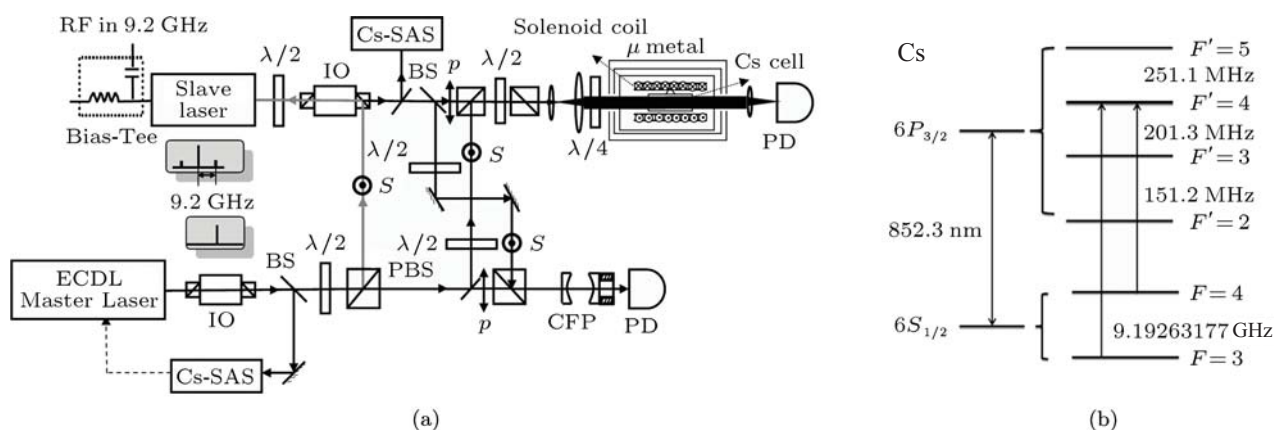 RF in 9.2 GHz
Bias-Tee
Slave
laser
λ/2
IO
Cs-SAS
BS
p
λ/2
Solenoid coil
μ metal
Cs cell
λ/4
PD
9.2 GHz
λ/2
S
S
ECDL
Master Laser
IO
BS
λ/2
PBS
λ/2
S
p
CFP
PD
Cs-SAS
(a)
Cs
6P3/2
852.3 nm
6S1/2
F′ = 5
251.1 MHz
F′ = 4
201.3 MHz
F′ = 3
151.2 MHz
F′ = 2
F = 4
9.19263177 GHz
F = 3
(b)